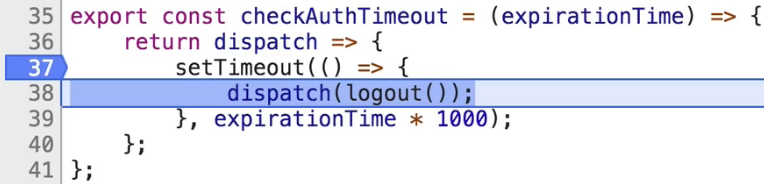 35 export const checkAuthTimeout = (expirationTime) => {
36     return dispatch => {
37         setTimeout(() => {
38             dispatch(logout());
39         }, expirationTime * 1000);
40     };
41 };